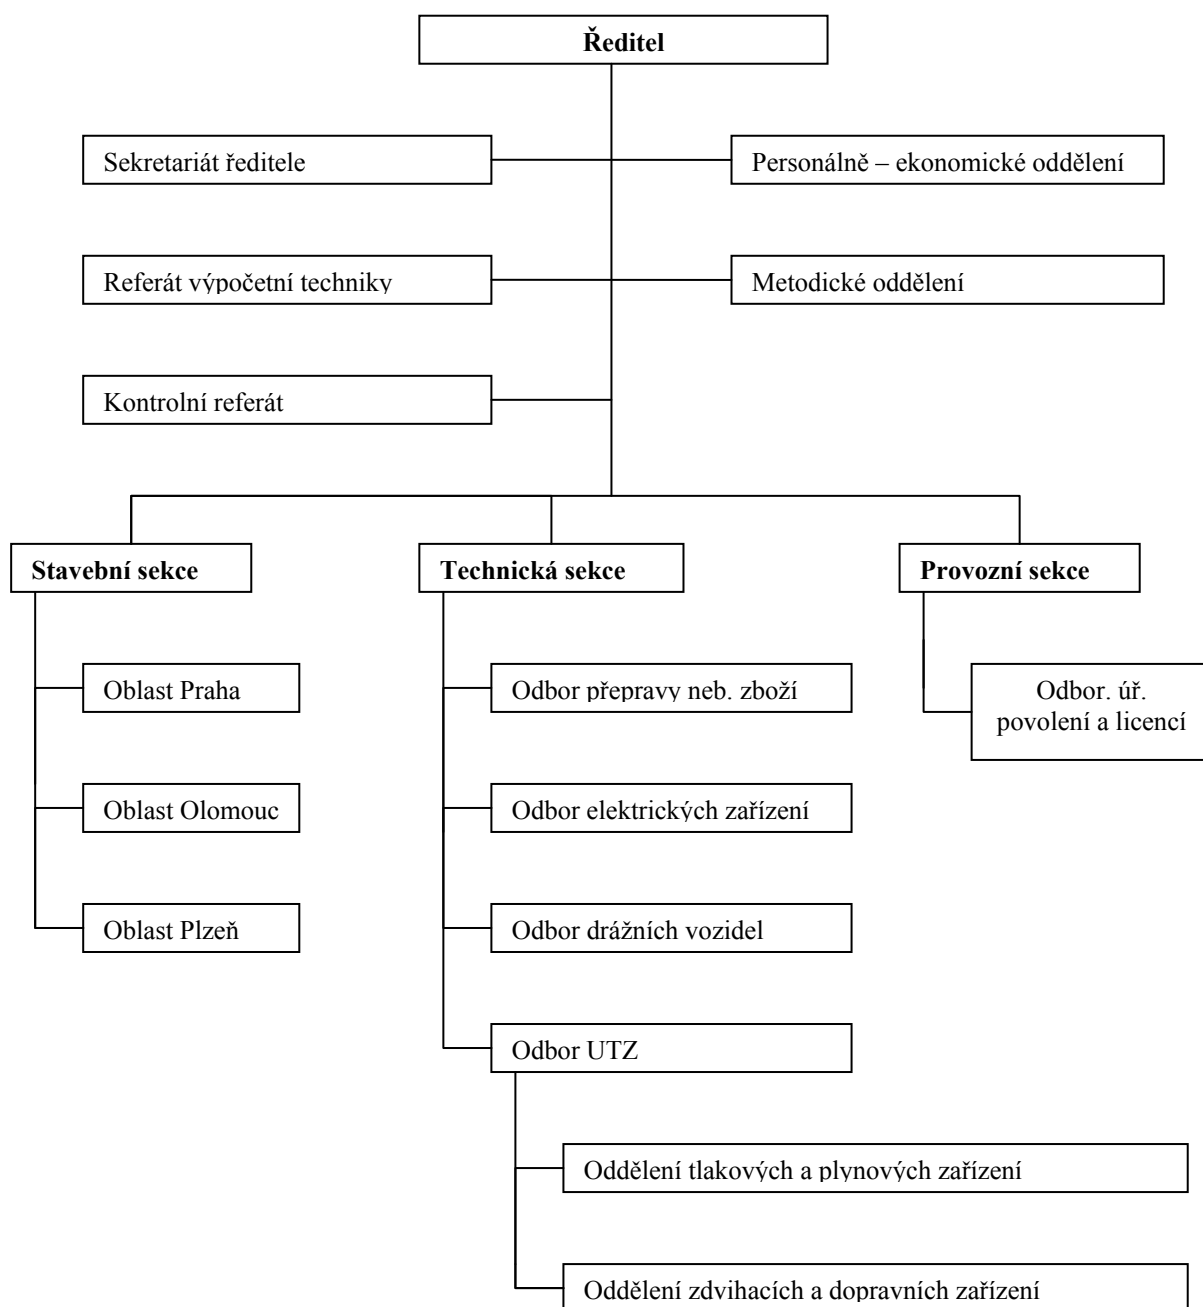 Ředitel
Sekretariát ředitele
Personálně – ekonomické oddělení
Referát výpočetní techniky
Metodické oddělení
Kontrolní referát
Stavební sekce
Technická sekce
Provozní sekce
Oblast Praha
Odbor přepravy neb. zboží
Odbor. úř.
povolení a licencí
Oblast Olomouc
Odbor elektrických zařízení
Oblast Plzeň
Odbor drážních vozidel
Odbor UTZ
Oddělení tlakových a plynových zařízení
Oddělení zdvihacích a dopravních zařízení